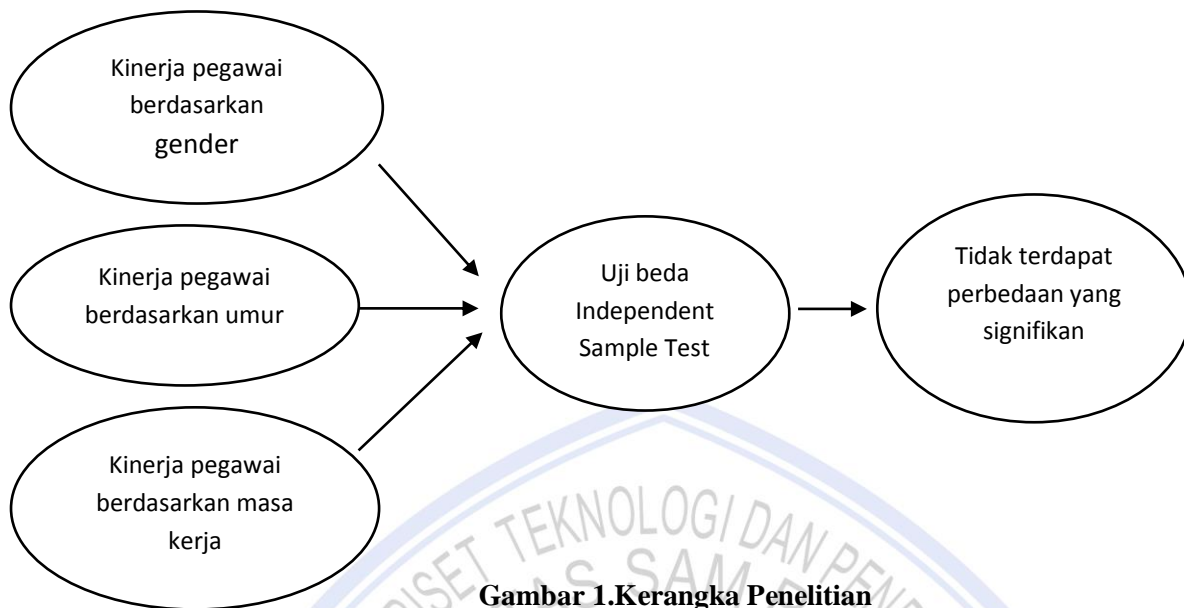 Kinerja pegawai
berdasarkan
gender
Kinerja pegawai
berdasarkan umur
Kinerja pegawai
berdasarkan masa
kerja
Uji beda
Independent
Sample Test
Tidak terdapat
perbedaan yang
signifikan
TEKNOLOGI DAN
SAM
Gambar 1.Kerangka Penelitian